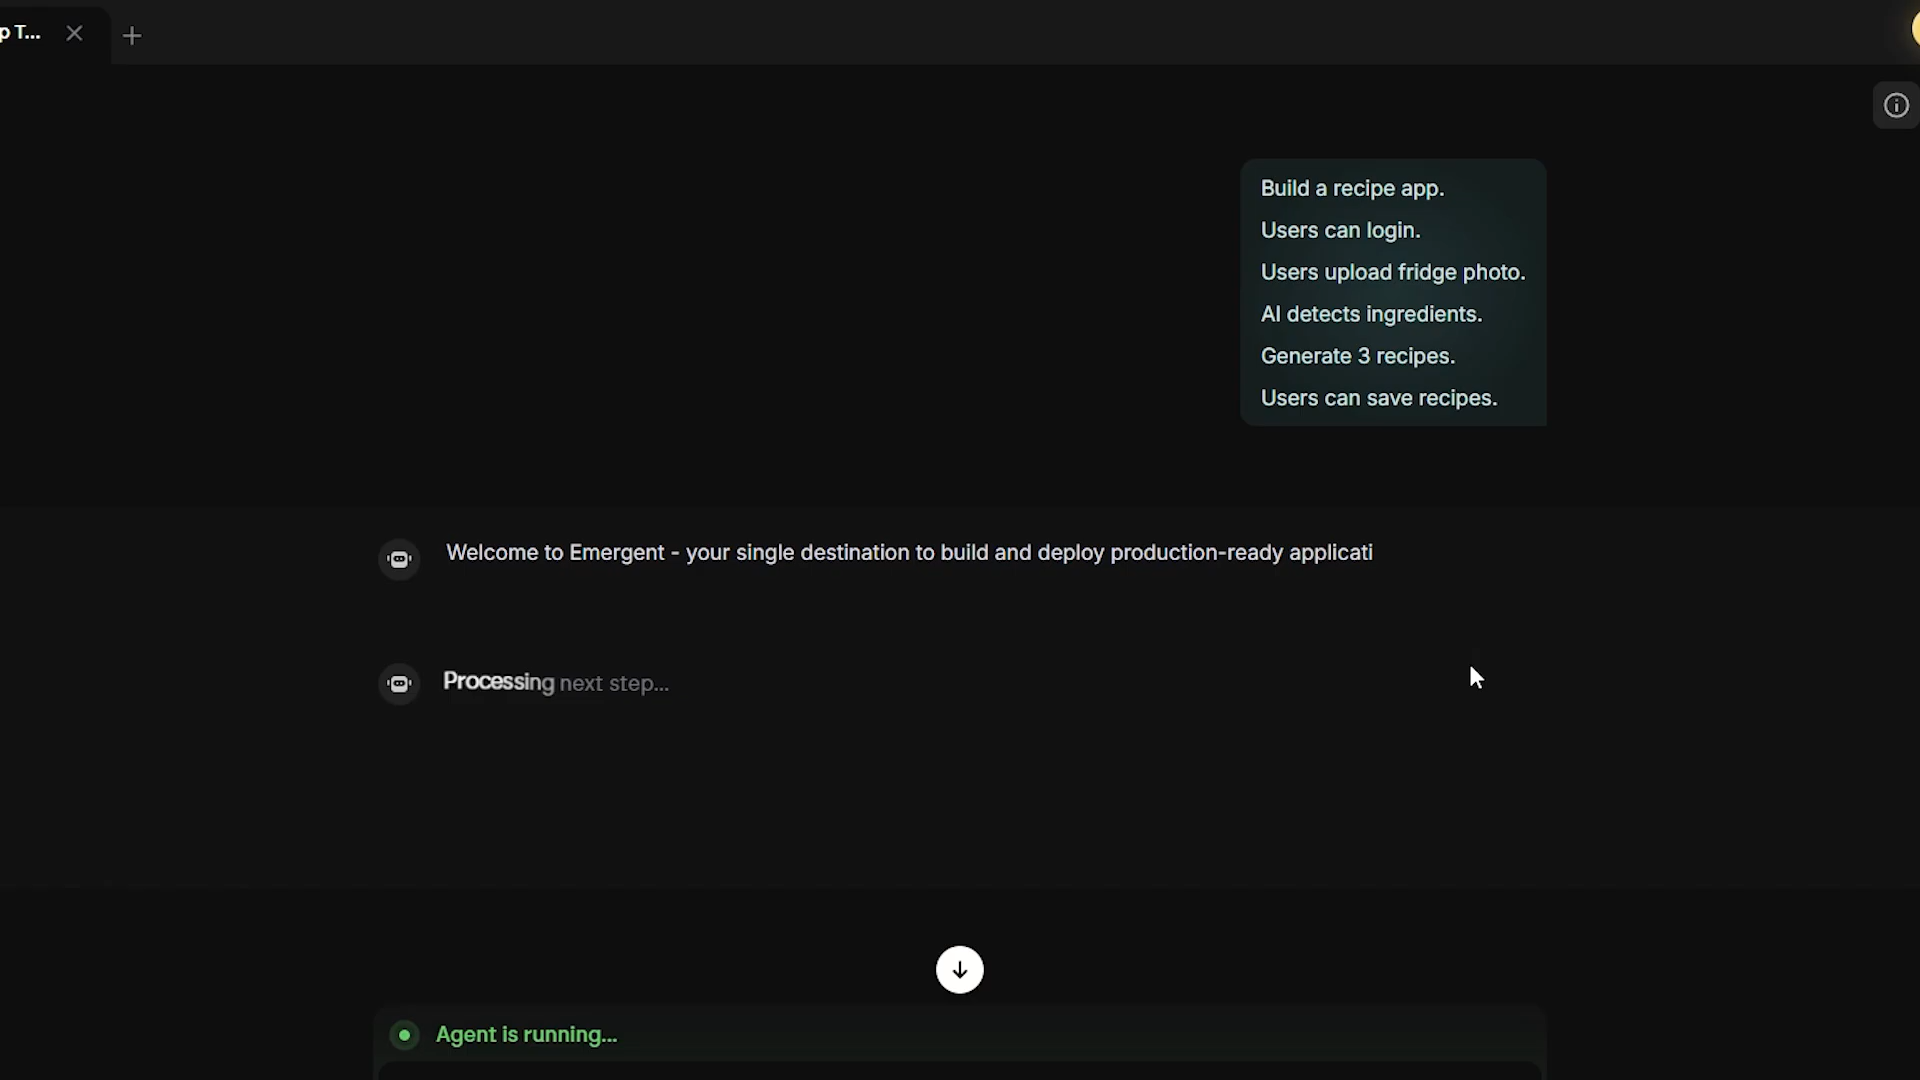 p T...
Build a recipe app.
Users can login.
Users upload fridge photo.
AI detects ingredients.
Generate 3 recipes.
Users can save recipes.
Welcome to Emergent - your single destination to build and deploy production-ready applicati
Processing next step...
Agent is running...